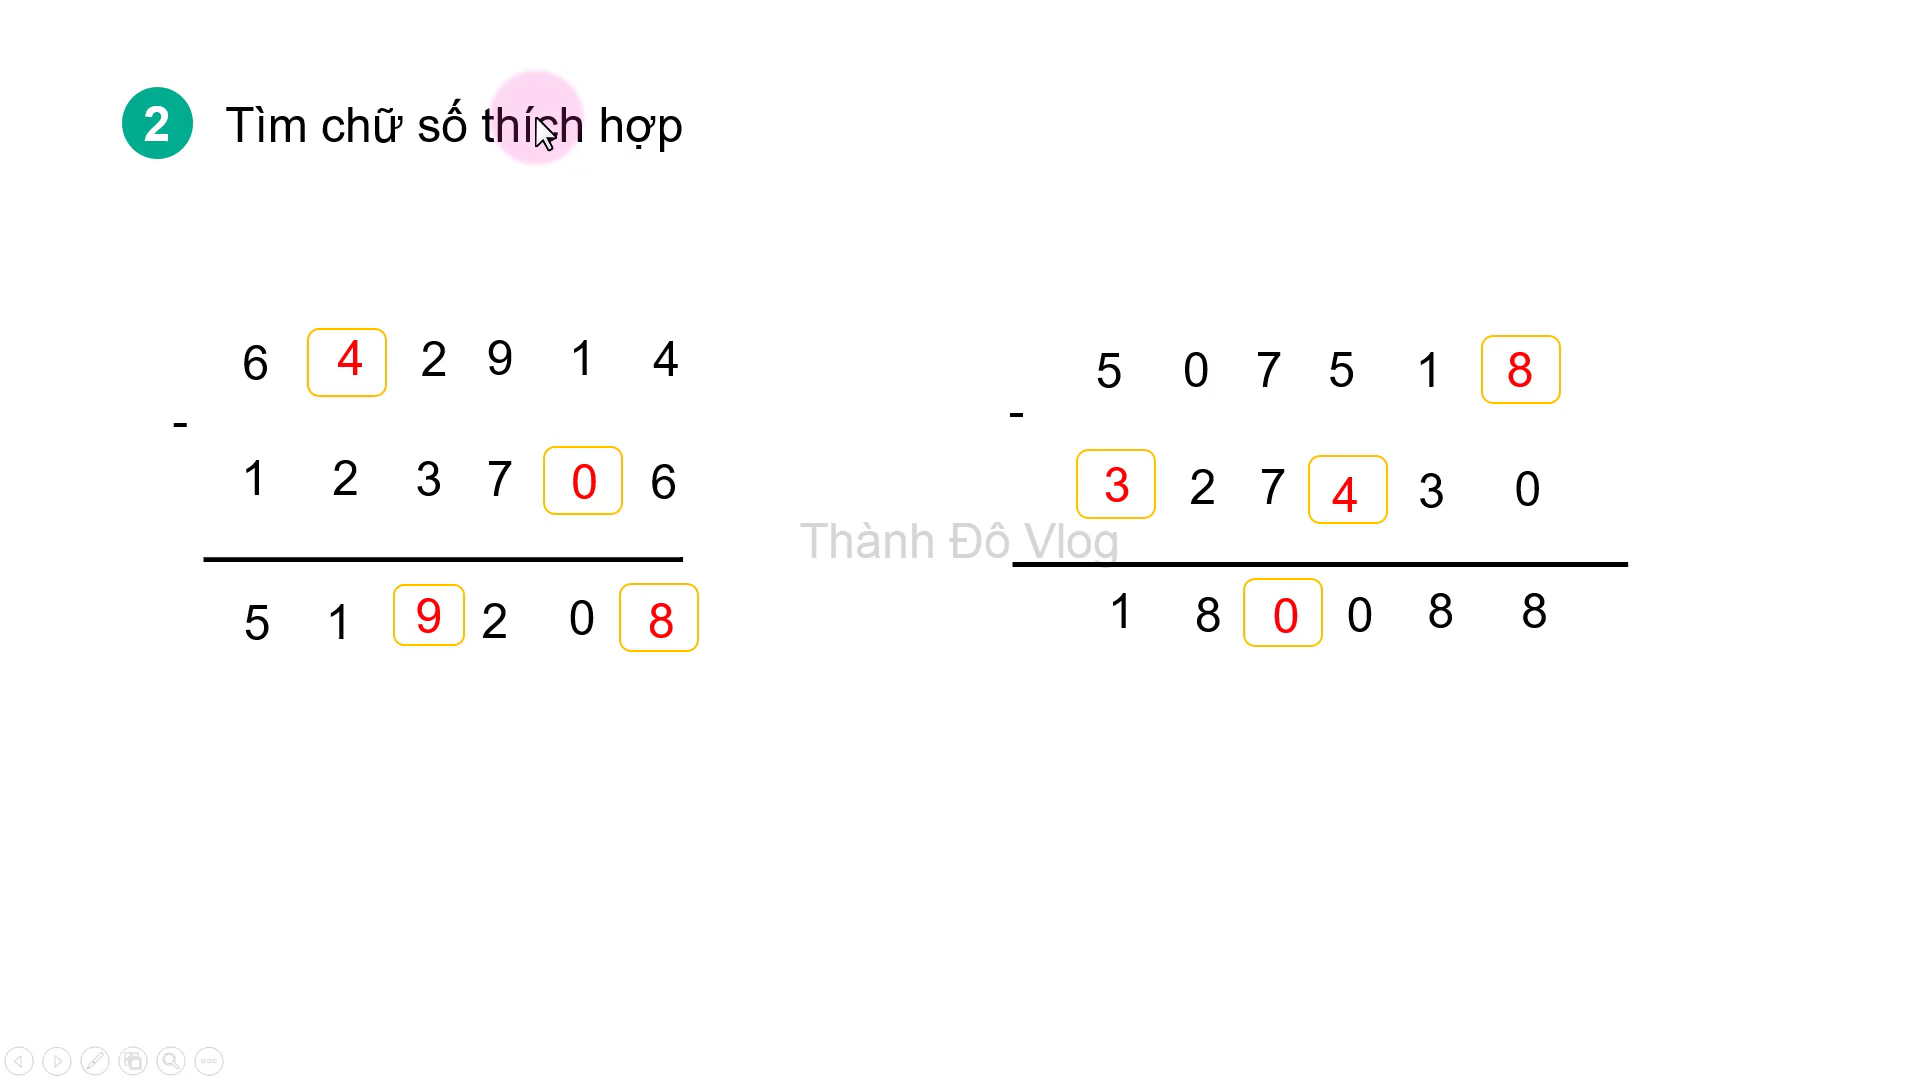 2 Tìm chữ số thích hợp
6 4 2 9 1 4
-
1 2 3 7 0 6
5 1 9 2 0 8
5 0 7 5 1 8
-
3 2 7 4 3 0
1 8 0 0 8 8
Thành Đô Vlog